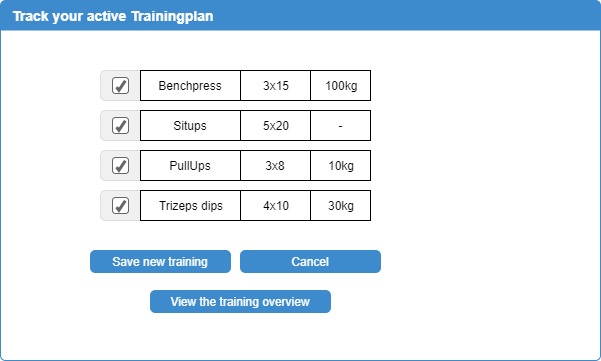 Track your active Trainingplan
Benchpress 3x15 100kg
Situps 5x20 -
PullUps 3x8 10kg
Trizeps dips 4x10 30kg
Save new training Cancel
View the training overview